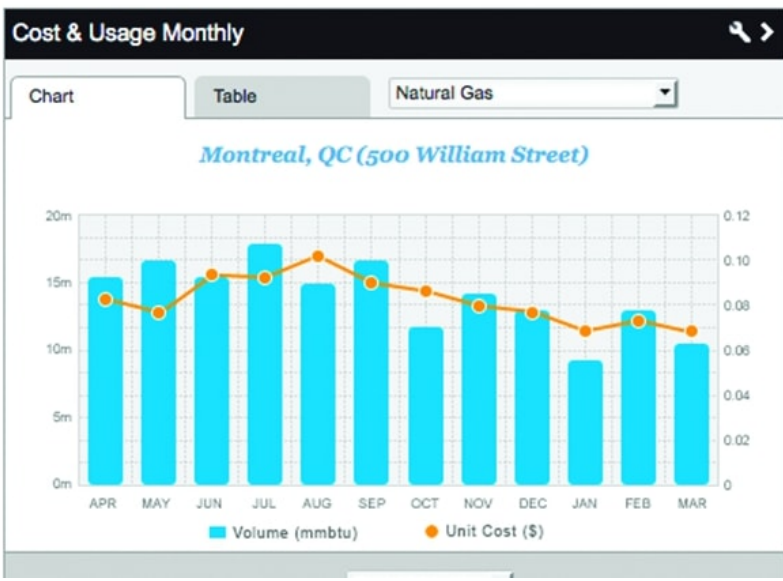 Cost & Usage Monthly
Chart Table Natural Gas
Montreal, QC (500 William Street)
20m 0.12
0.10
15m
0.08
10m
0.06
0.04
5m
0.02
0m 0
APR MAY JUN JUL AUG SEP OCT NOV DEC JAN FEB MAR
Volume (mmbtu) Unit Cost ($)